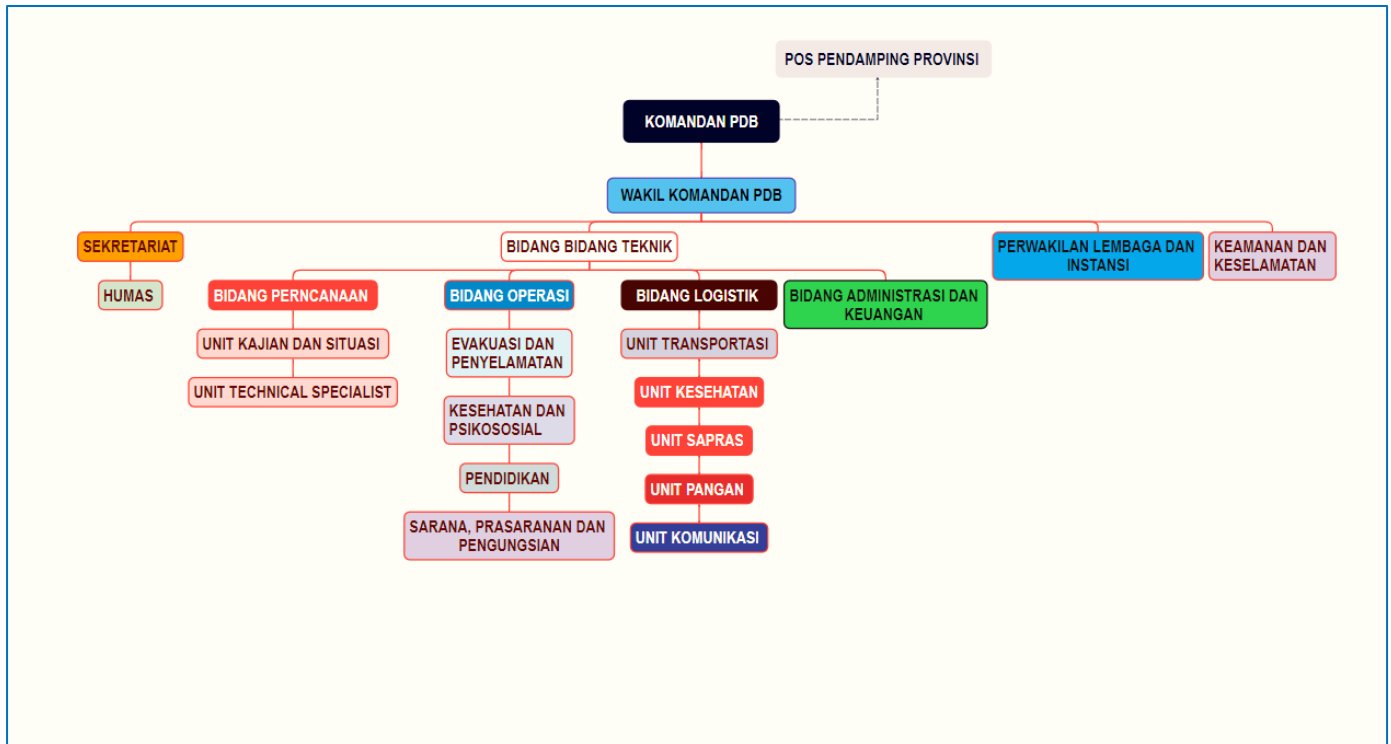 POS PENDAMPING PROVINSI
KOMANDAN PDB
WAKIL KOMANDAN PDB
SEKRETARIAT
BIDANG BIDANG TEKNIK
PERWAKILAN LEMBAGA DAN
INSTANSI
KEAMANAN DAN
KESELAMATAN
HUMAS
BIDANG PERNCANAAN
BIDANG OPERASI
BIDANG LOGISTIK
BIDANG ADMINISTRASI DAN
KEUANGAN
UNIT KAJIAN DAN SITUASI
EVAKUASI DAN
PENYELAMATAN
UNIT TRANSPORTASI
UNIT TECHNICAL SPECIALIST
KESEHATAN DAN
PSIKOSOSIAL
UNIT KESEHATAN
UNIT SAPRAS
PENDIDIKAN
UNIT PANGAN
SARANA, PRASARANAN DAN
PENGUNGSIAN
UNIT KOMUNIKASI